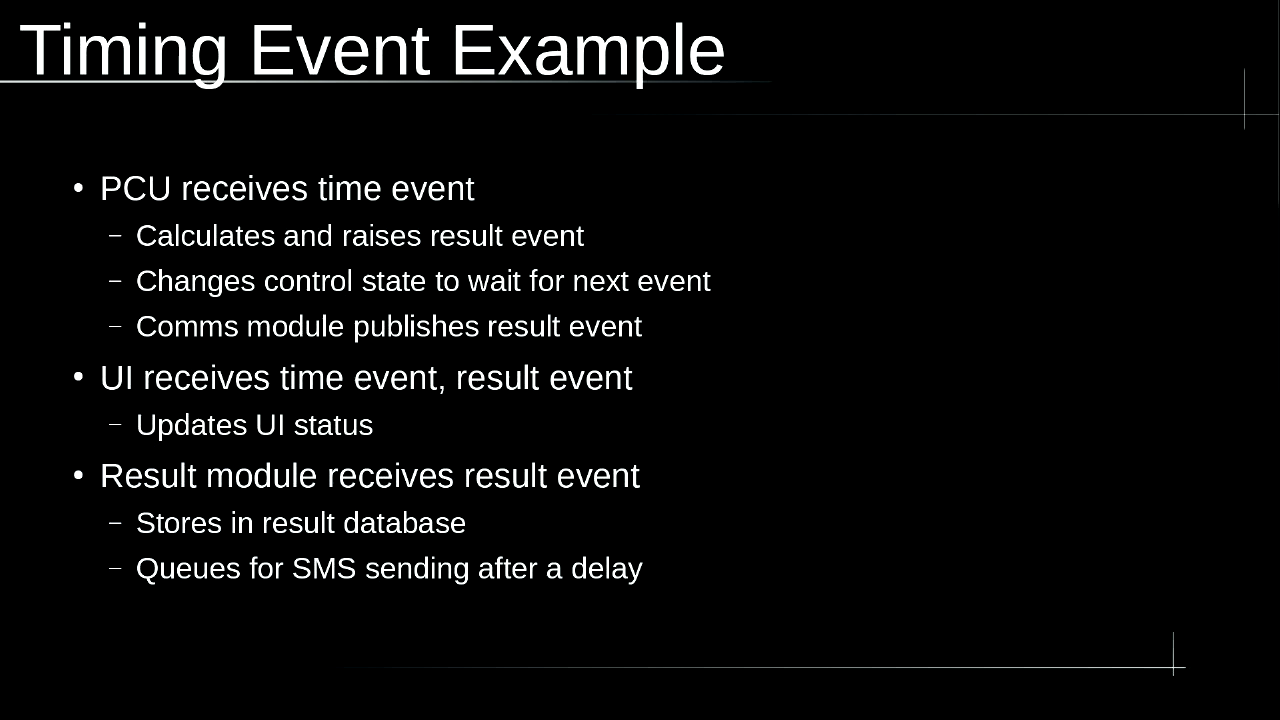 Timing Event Example
• PCU receives time event
– Calculates and raises result event
– Changes control state to wait for next event
– Comms module publishes result event
• UI receives time event, result event
– Updates UI status
• Result module receives result event
– Stores in result database
– Queues for SMS sending after a delay